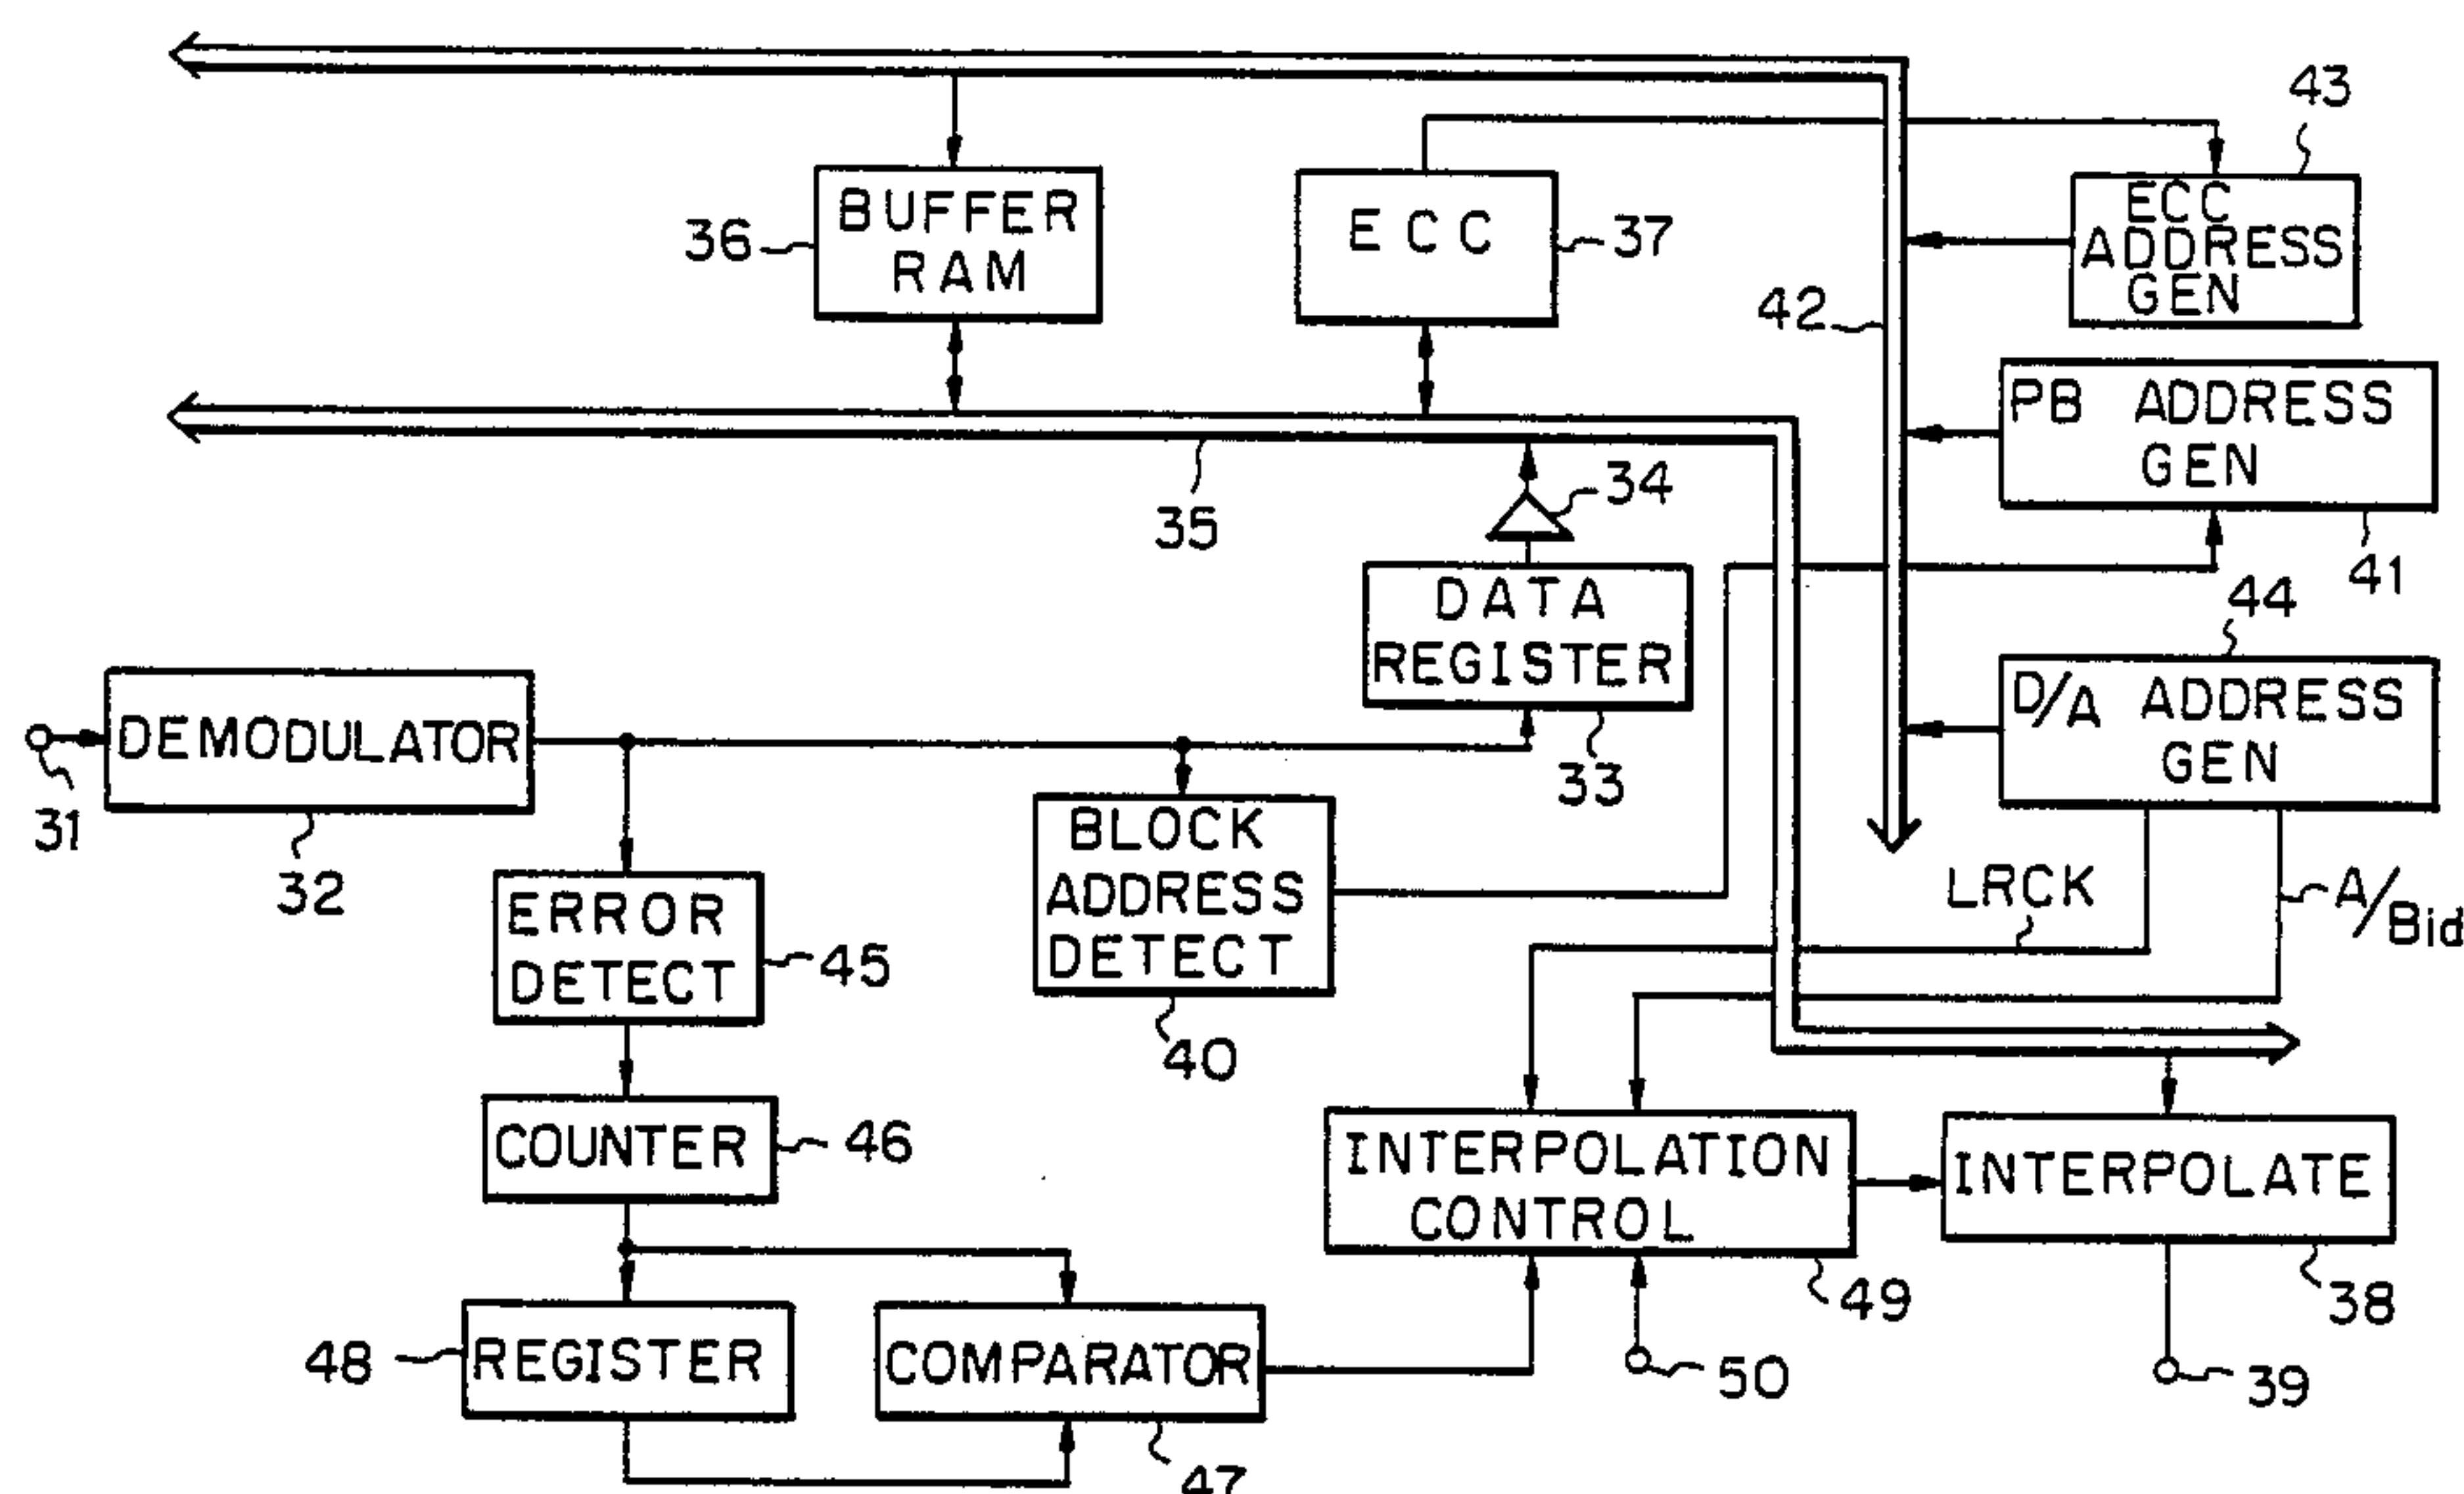 43
BUFFER
RAM
36
ECC
37
ECC
ADDRESS
GEN
42
PB ADDRESS
GEN
41
34
35
DATA
REGISTER
33
44
D/A ADDRESS
GEN
DEMODULATOR
31
32
BLOCK
ADDRESS
DETECT
40
LRCK
A/Bid
ERROR
DETECT
45
COUNTER
46
INTERPOLATION
CONTROL
49
INTERPOLATE
38
48
REGISTER
COMPARATOR
47
50
39